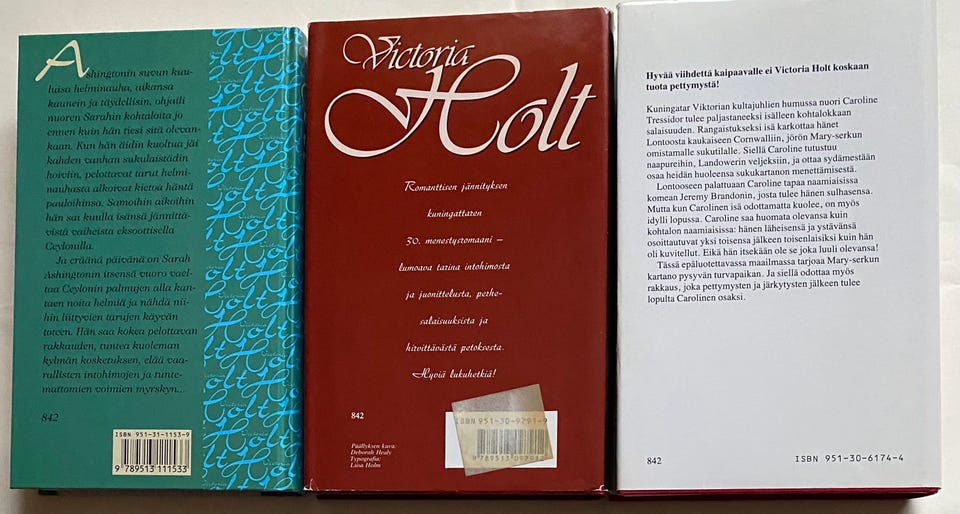 Ashingtonin suvun kuu-
luisa helminauha, aikansa
kaunein ja täydellisin, ohjaili
nuoren Sarahin kohtaloita jo
ennen kuin hän tiesi sitä olevan-
kaan. Kun hän äidin kuoltua jäi
kahden vanhan sukulaistädin
hoiviin, pelottavat tarut helmi-
nauhasta alkoivat kietoa häntä
pauloihinsa. Samoihin aikoihin
hän sai kuulla isänsä jännittä-
vistä vaiheista eksoottisella
Ceylonilla.
Ja eräänä päivänä on Sarah
Ashingtonin itsensä vuoro vael-
taa Ceylonin palmujen alla kan-
taen noita helmiä ja nähdä nii-
hin liittyvien tarujen käyvän
toteen. Hän saa kokea pelottavan
rakkauden, tuntea kuoleman
kylmän kosketuksen, elää vaa-
rallisten intohimojen ja tunte-
mattomien voimien myrskyn...
842
ISBN 951-31-1153-9
9 789513 111533
Victoria
Holt
Romanttisen jännityksen
kuningattaren
30. menestysromaani –
lumoava tarina intohimosta
ja juonittelusta, perhe-
salaisuuksista ja
hirvittävästä petoksesta.
Hyviä lukuhetkiä!
842
Päällyksen kuva:
Deborah Healy
Typografia:
Liisa Holm
ISBN 951-30-9291-9
Hyvää viihdettä kaipaavalle ei Victoria Holt koskaan
tuota pettymystä!
Kuningatar Viktorian kultajuhlien humussa nuori Caroline
Tressidor tulee paljastaneeksi isälleen kohtalokkaan
salaisuuden. Rangaistukseksi isä karkottaa hänet
Lontoosta kaukaiseen Cornwalliin, jörön Mary-serkun
omistamalle sukutilalle. Siellä Caroline tutustuu
naapureihin, Landowerin veljeksiin, ja ottaa sydämestään
osaa heidän huoleensa sukukartanon menettämisestä.
Lontooseen palattuaan Caroline tapaa naamiaisissa
komean Jeremy Brandonin, josta tulee hänen sulhasensa.
Mutta kun Carolinen isä odottamatta kuolee, on myös
idylli lopussa. Caroline saa huomata olevansa kuin
kohtalon naamiaisissa: hänen läheisensä ja ystävänsä
osoittautuvat yksi toisensa jälkeen toisenlaisiksi kuin hän
oli kuvitellut. Eikä hän itsekään ole se joka luuli olevansa!
Tässä epäluotettavassa maailmassa tarjoaa Mary-serkun
kartano pysyvän turvapaikan. Ja siellä odottaa myös
rakkaus, joka pettymysten ja järkytysten jälkeen tulee
lopulta Carolinen osaksi.
842
ISBN 951-30-6174-4